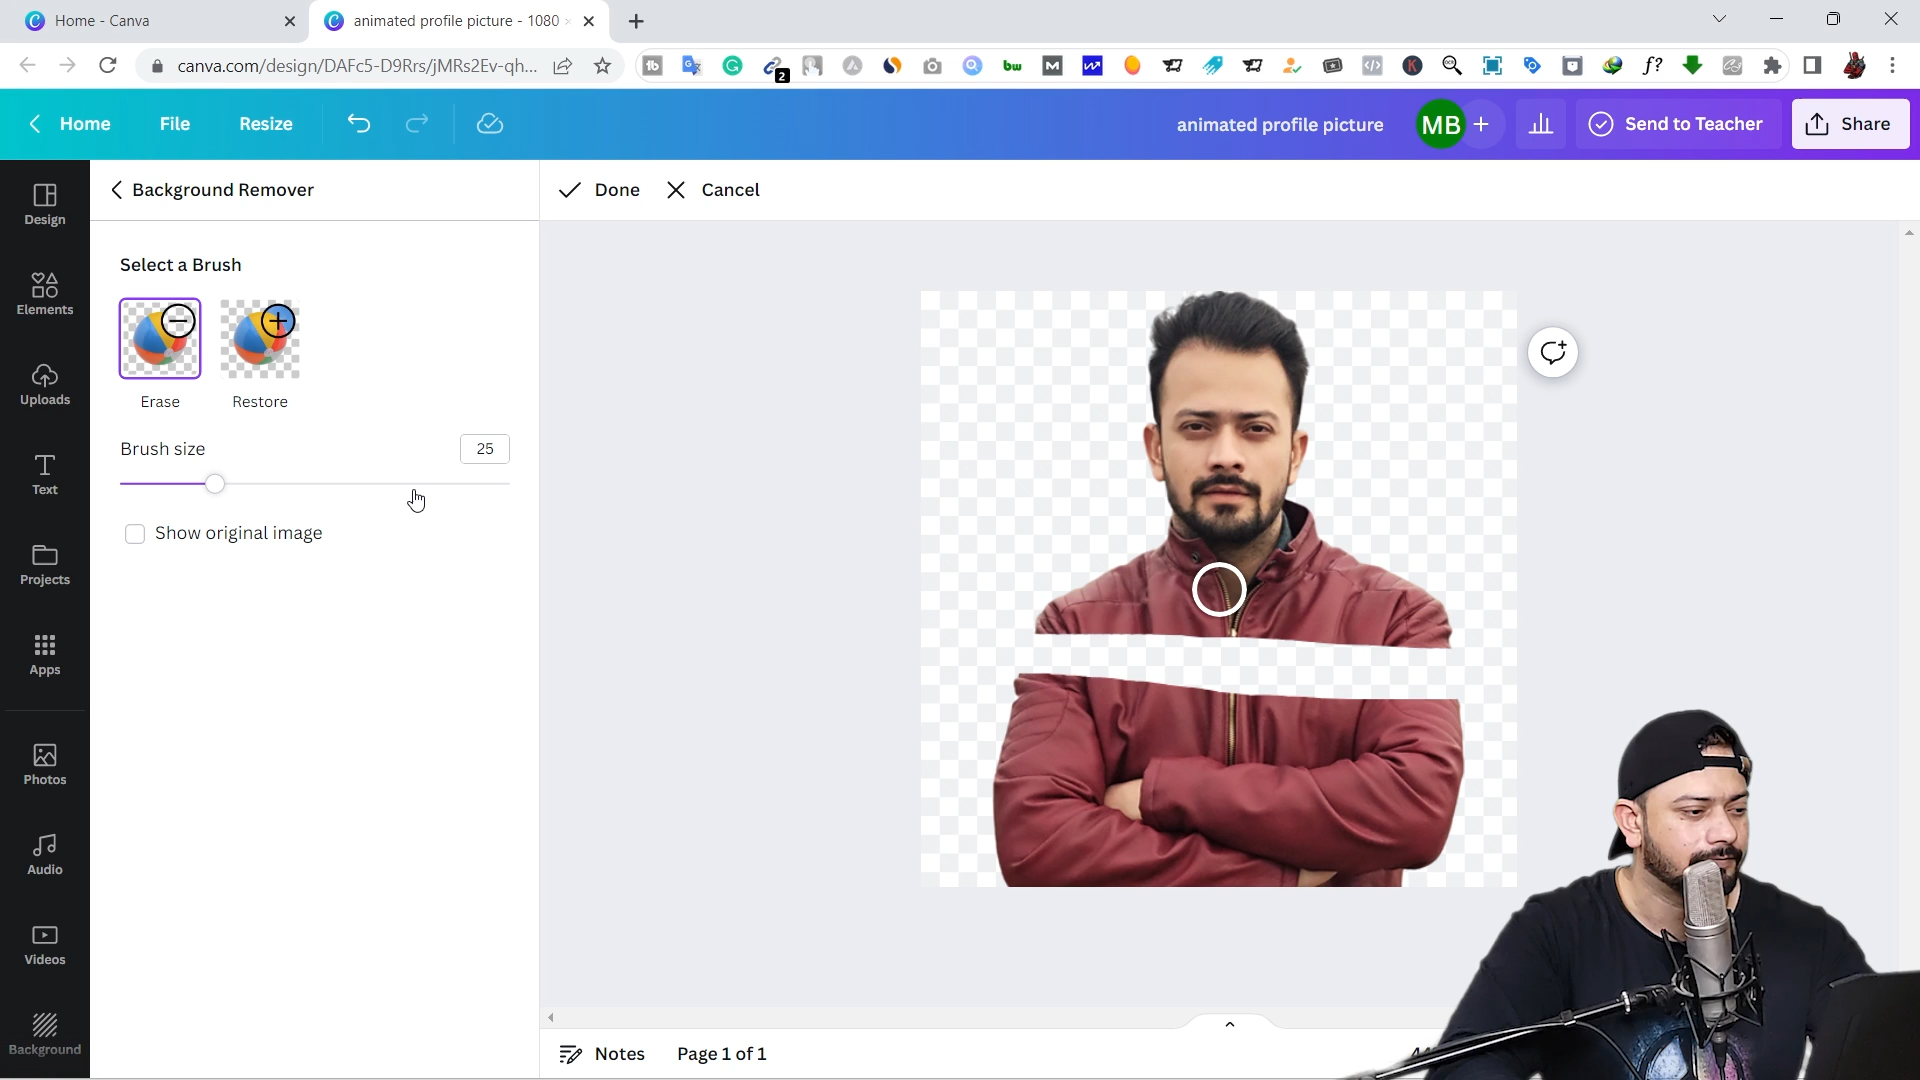 Home - Canva
animated profile picture - 1080
canva.com/design/DAFc5-D9Rrs/jMRs2Ev-qh...
2
bw
f?
Home
File
Resize
animated profile picture
MB
Send to Teacher
Share
Background Remover
Done
Cancel
Design
Elements
Uploads
Text
Projects
Apps
Photos
Audio
Videos
Background
Select a Brush
Erase
Restore
Brush size
25
Show original image
Notes
Page 1 of 1